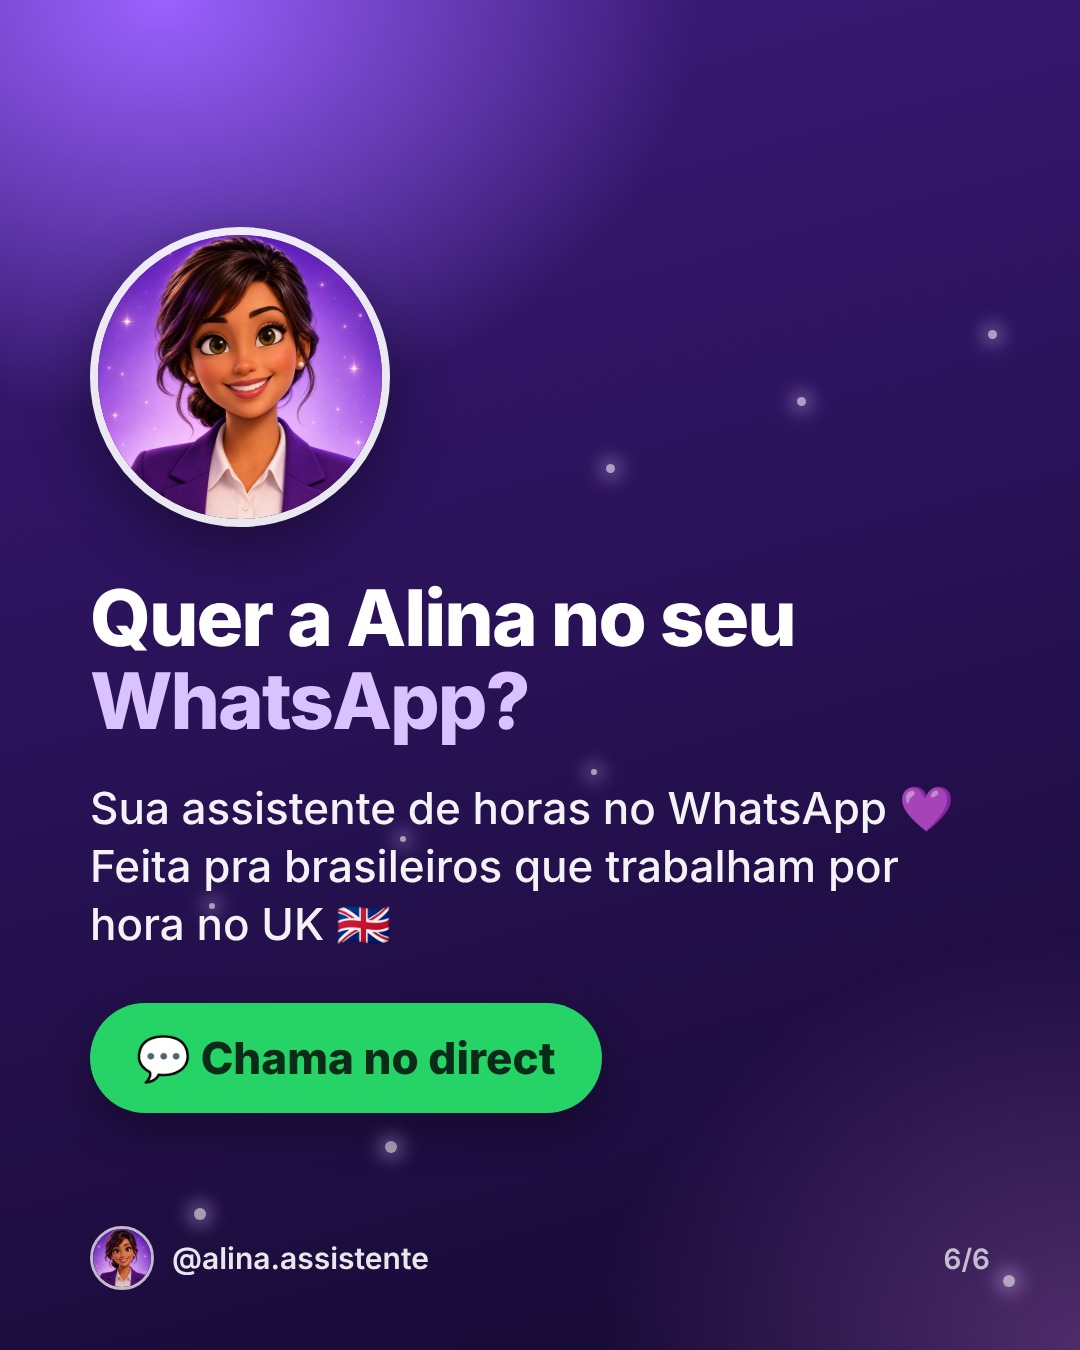 Quer a Alina no seu
WhatsApp?
Sua assistente de horas no WhatsApp 💜
Feita pra brasileiros que trabalham por
hora no UK 🇬🇧
💬 Chama no direct
@alina.assistente
6/6